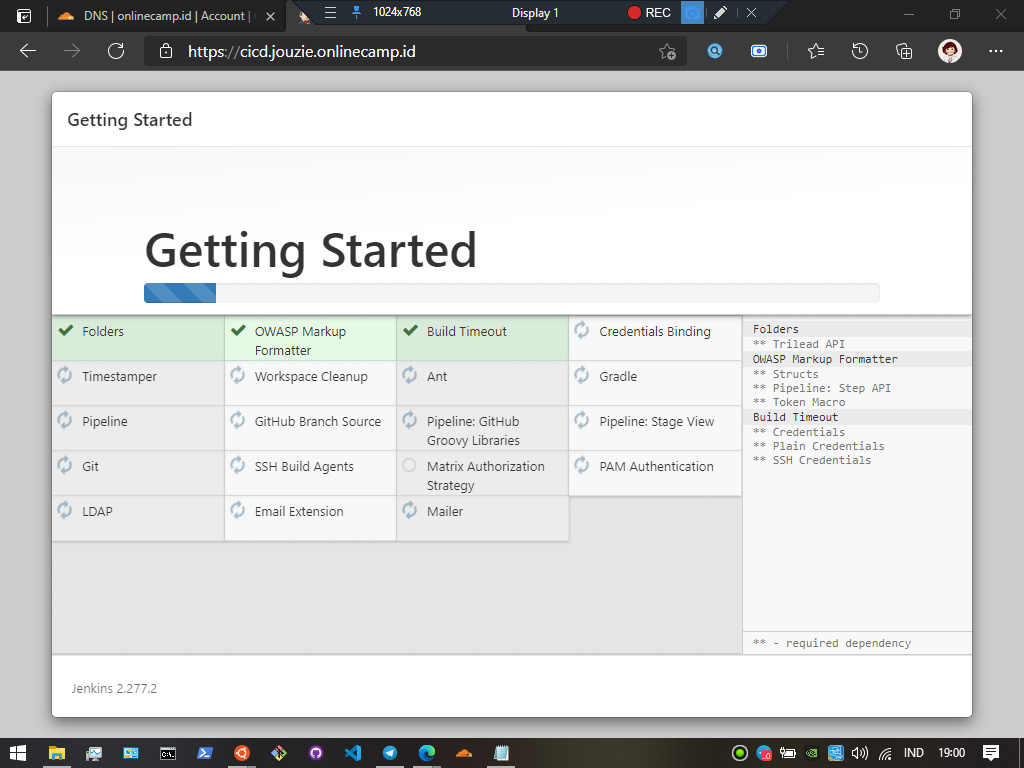 DNS | onlinecamp.id | Account |
1024x768
Display 1
REC
https://cicd.jouzie.onlinecamp.id
Getting Started
Getting Started
Folders
OWASP Markup
Formatter
Build Timeout
Credentials Binding
Timestamper
Workspace Cleanup
Ant
Gradle
Pipeline
GitHub Branch Source
Pipeline: GitHub
Groovy Libraries
Pipeline: Stage View
Git
SSH Build Agents
Matrix Authorization
Strategy
PAM Authentication
LDAP
Email Extension
Mailer
Folders
** Trilead API
OWASP Markup Formatter
** Structs
** Pipeline: Step API
** Token Macro
Build Timeout
** Credentials
** Plain Credentials
** SSH Credentials
** - required dependency
Jenkins 2.277.2
IND
19:00